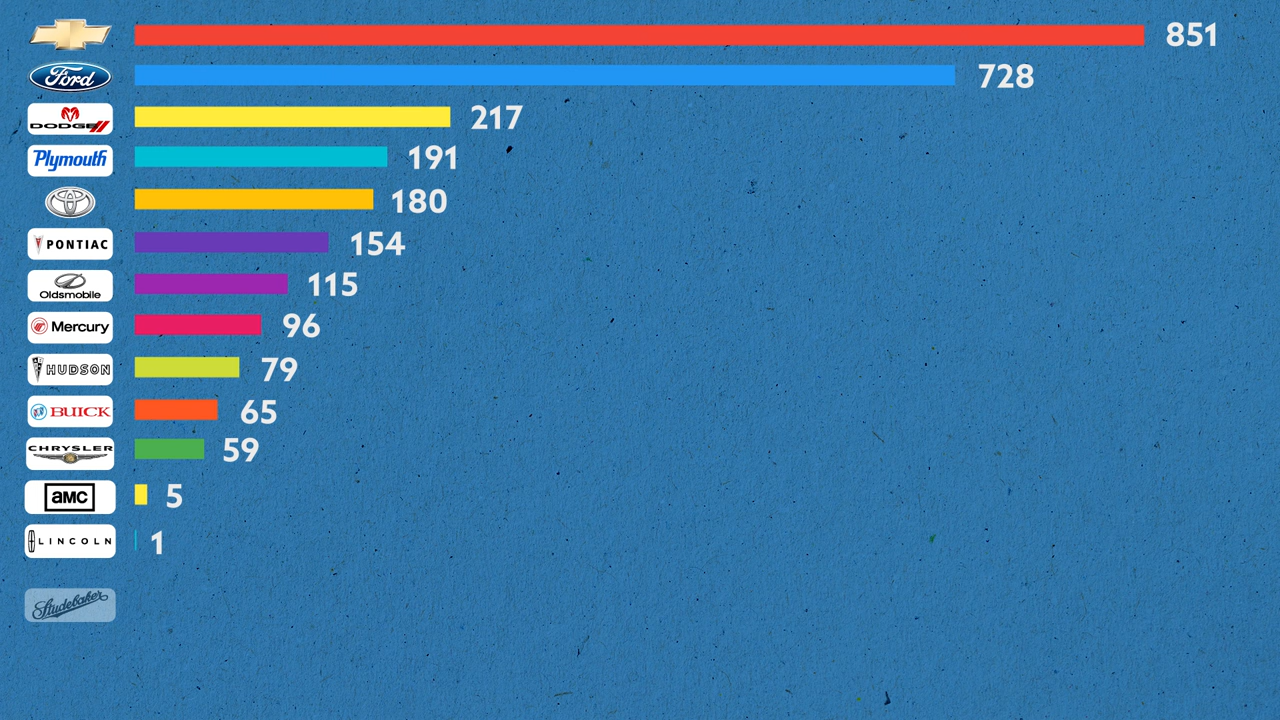 851
Ford
728
DODGE
217
Plymouth
191
180
PONTIAC
154
Oldsmobile
115
Mercury
96
HUDSON
79
BUICK
65
CHRYSLER
59
AMC
5
LINCOLN
1
Studebaker